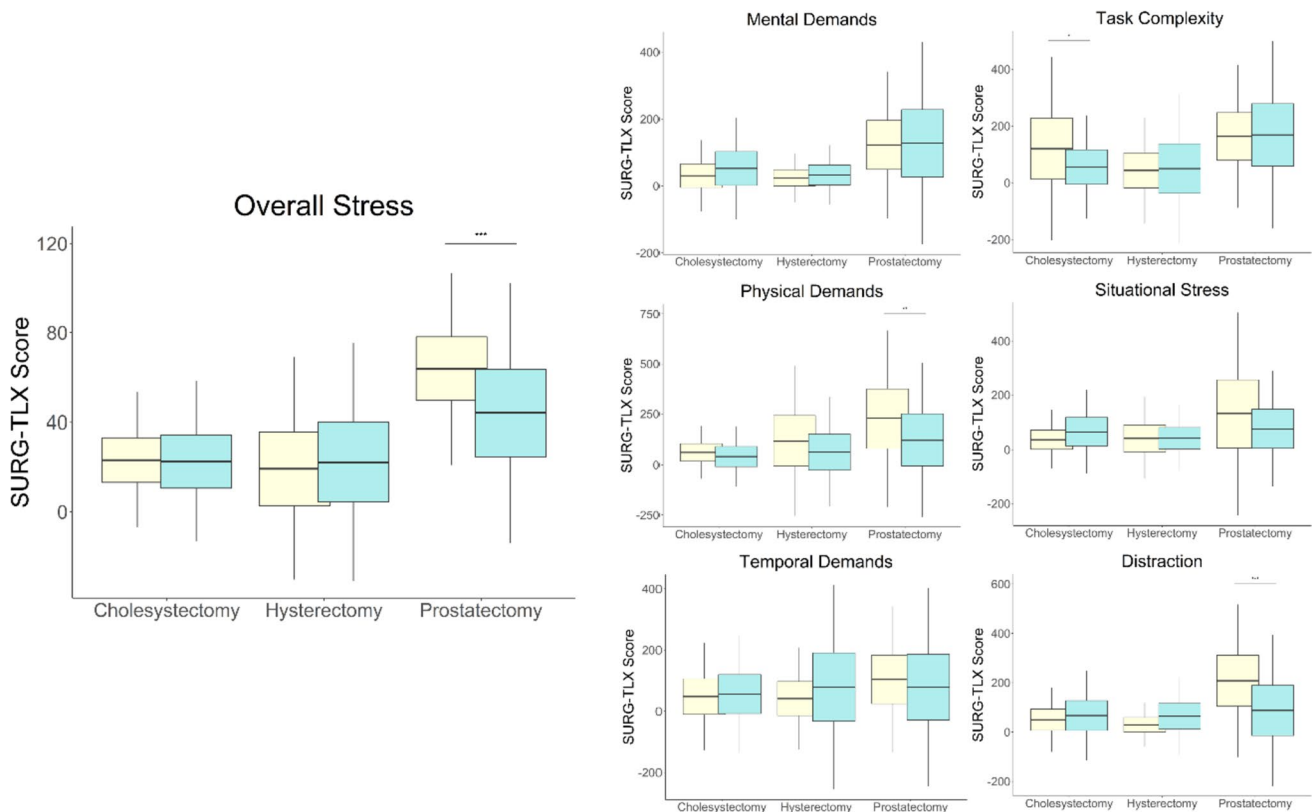 Overall Stress
SURG-TLX Score
120
80
40
0
***
Cholesystectomy Hysterectomy Prostatectomy
Mental Demands
SURG-TLX Score
400
200
0
-200
Cholesystectomy Hysterectomy Prostatectomy
Task Complexity
SURG-TLX Score
400
200
0
-200
*
Cholesystectomy Hysterectomy Prostatectomy
Physical Demands
SURG-TLX Score
750
500
250
0
-250
**
Cholesystectomy Hysterectomy Prostatectomy
Situational Stress
SURG-TLX Score
400
200
0
-200
Cholesystectomy Hysterectomy Prostatectomy
Temporal Demands
SURG-TLX Score
400
200
0
-200
Cholesystectomy Hysterectomy Prostatectomy
Distraction
SURG-TLX Score
600
400
200
0
-200
***
Cholesystectomy Hysterectomy Prostatectomy